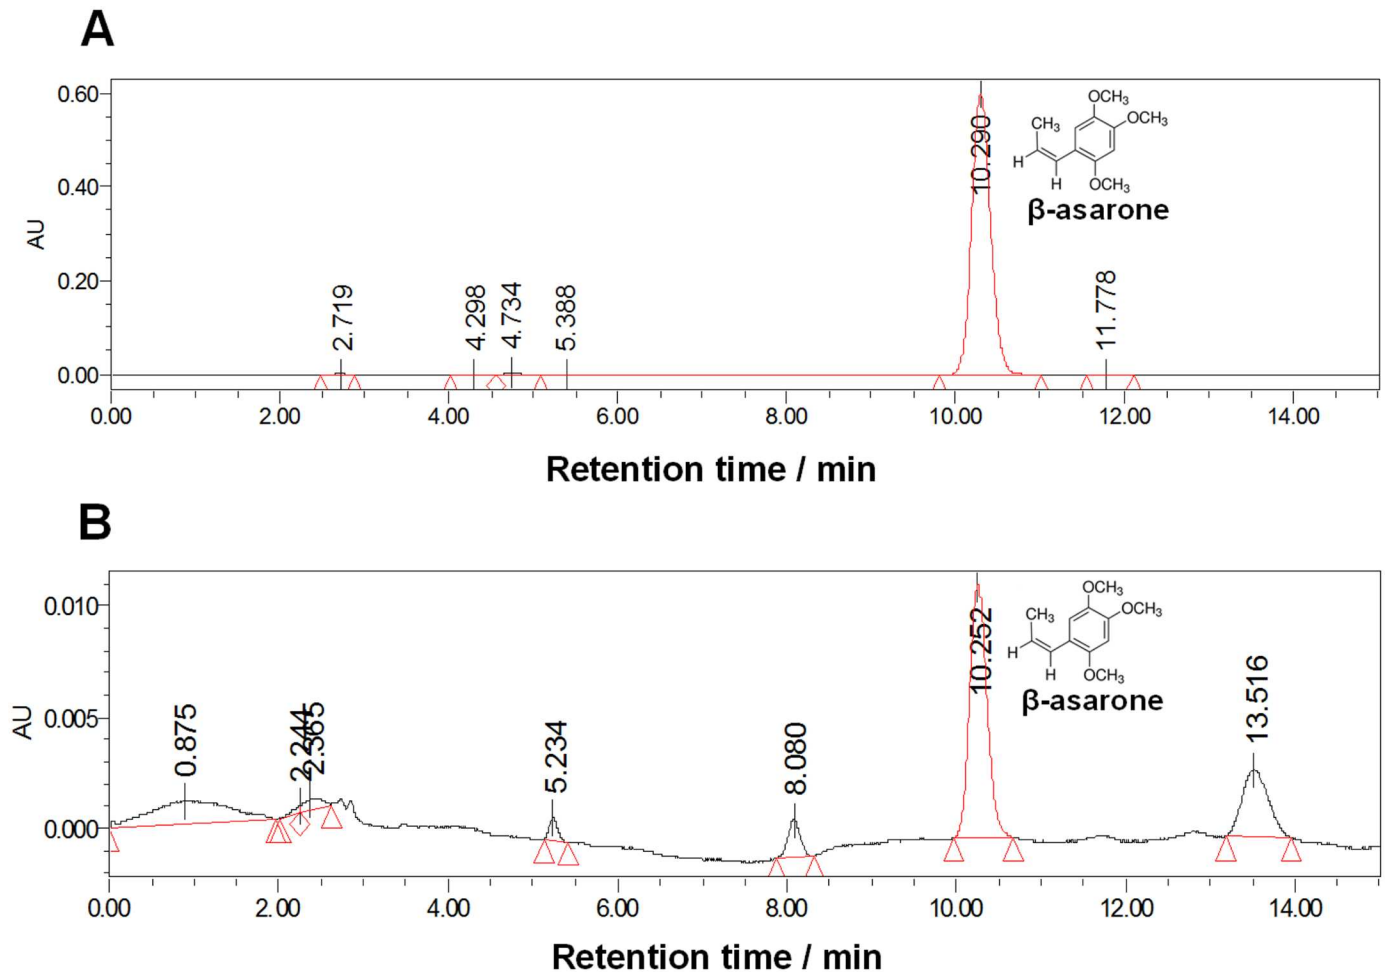 A
0.60
0.40
0.20
0.00
AU
2.719
4.298
4.734
5.388
10.290
11.778
OCH₃
OCH₃
CH₃
H
H
OCH₃
β-asarone
0.00 2.00 4.00 6.00 8.00 10.00 12.00 14.00
Retention time / min
B
0.010
0.005
0.000
AU
0.875
2.244
2.365
5.234
8.080
10.252
13.516
OCH₃
OCH₃
CH₃
H
H
OCH₃
β-asarone
0.00 2.00 4.00 6.00 8.00 10.00 12.00 14.00
Retention time / min